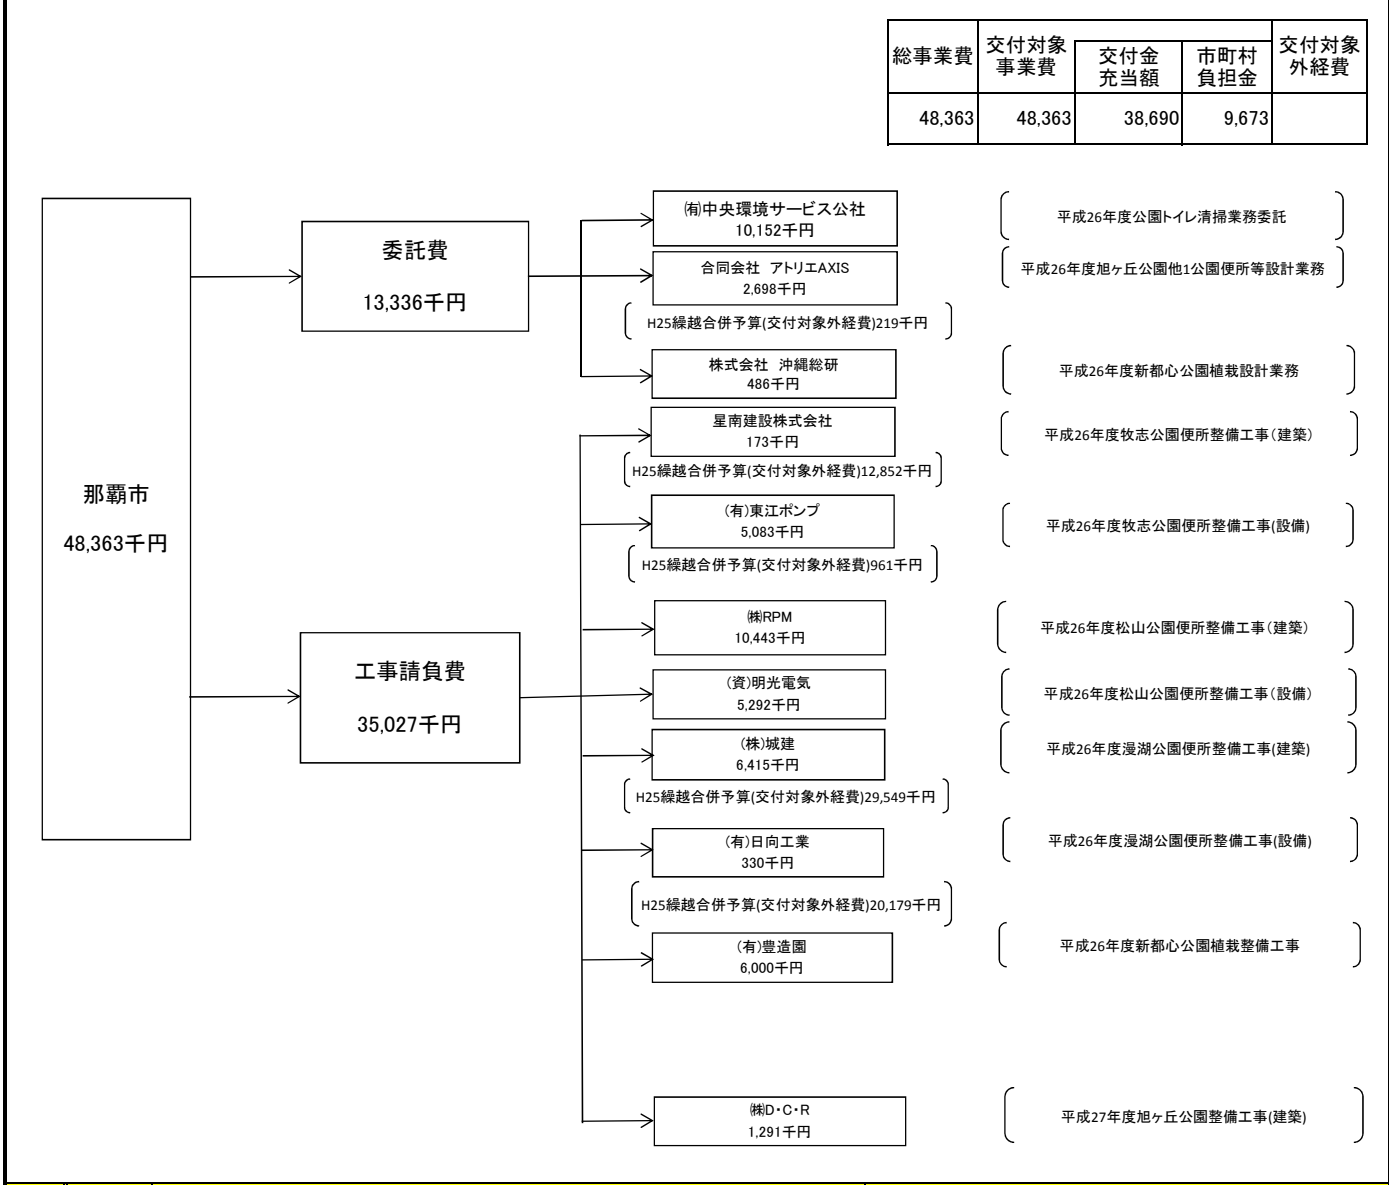 総事業費
交付対象
事業費
交付金
充当額
市町村
負担金
交付対象
外経費
48,363
48,363
38,690
9,673
那覇市
48,363千円
委託費
13,336千円
㈲中央環境サービス公社
10,152千円
平成26年度公園トイレ清掃業務委託
合同会社　アトリエAXIS
2,698千円
平成26年度旭ヶ丘公園他1公園便所等設計業務
H25繰越合併予算(交付対象外経費)219千円
株式会社　沖縄総研
486千円
平成26年度新都心公園植栽設計業務
工事請負費
35,027千円
星南建設株式会社
173千円
平成26年度牧志公園便所整備工事（建築）
H25繰越合併予算(交付対象外経費)12,852千円
（有）東江ポンプ
5,083千円
平成26年度牧志公園便所整備工事(設備)
H25繰越合併予算(交付対象外経費)961千円
㈱RPM
10,443千円
平成26年度松山公園便所整備工事（建築）
（資）明光電気
5,292千円
平成26年度松山公園便所整備工事（設備）
（株）城建
6,415千円
平成26年度漫湖公園便所整備工事(建築)
H25繰越合併予算(交付対象外経費)29,549千円
（有）日向工業
330千円
平成26年度漫湖公園便所整備工事(設備)
H25繰越合併予算(交付対象外経費)20,179千円
（有）豊造園
6,000千円
平成26年度新都心公園植栽整備工事
㈱D・C・R
1,291千円
平成27年度旭ヶ丘公園整備工事(建築)